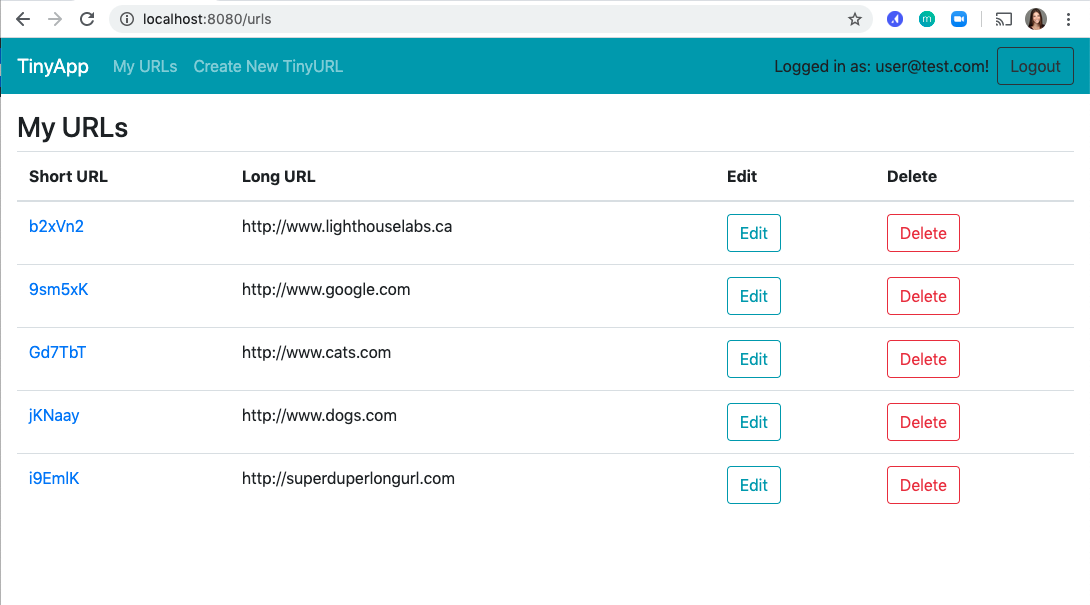 localhost:8080/urls
TinyApp My URLs Create New TinyURL Logged in as: user@test.com! Logout
My URLs
Short URL Long URL Edit Delete
b2xVn2 http://www.lighthouselabs.ca Edit Delete
9sm5xK http://www.google.com Edit Delete
Gd7TbT http://www.cats.com Edit Delete
jKNaay http://www.dogs.com Edit Delete
i9EmlK http://superduperlongurl.com Edit Delete